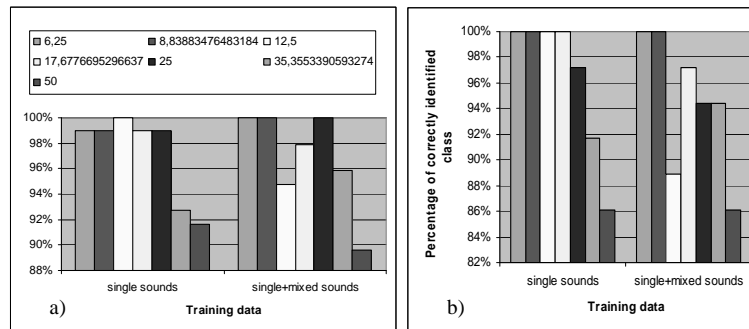 6,25 8,83883476483184 12,5
17,6776695296637 25 35,3553390593274
50
100%
98%
96%
94%
92%
90%
88%
single sounds single+mixed sounds
Training data
a)
Percentage of correctly identified
class
100%
98%
96%
94%
92%
90%
88%
86%
84%
82%
single sounds single+mixed sounds
Training data
b)